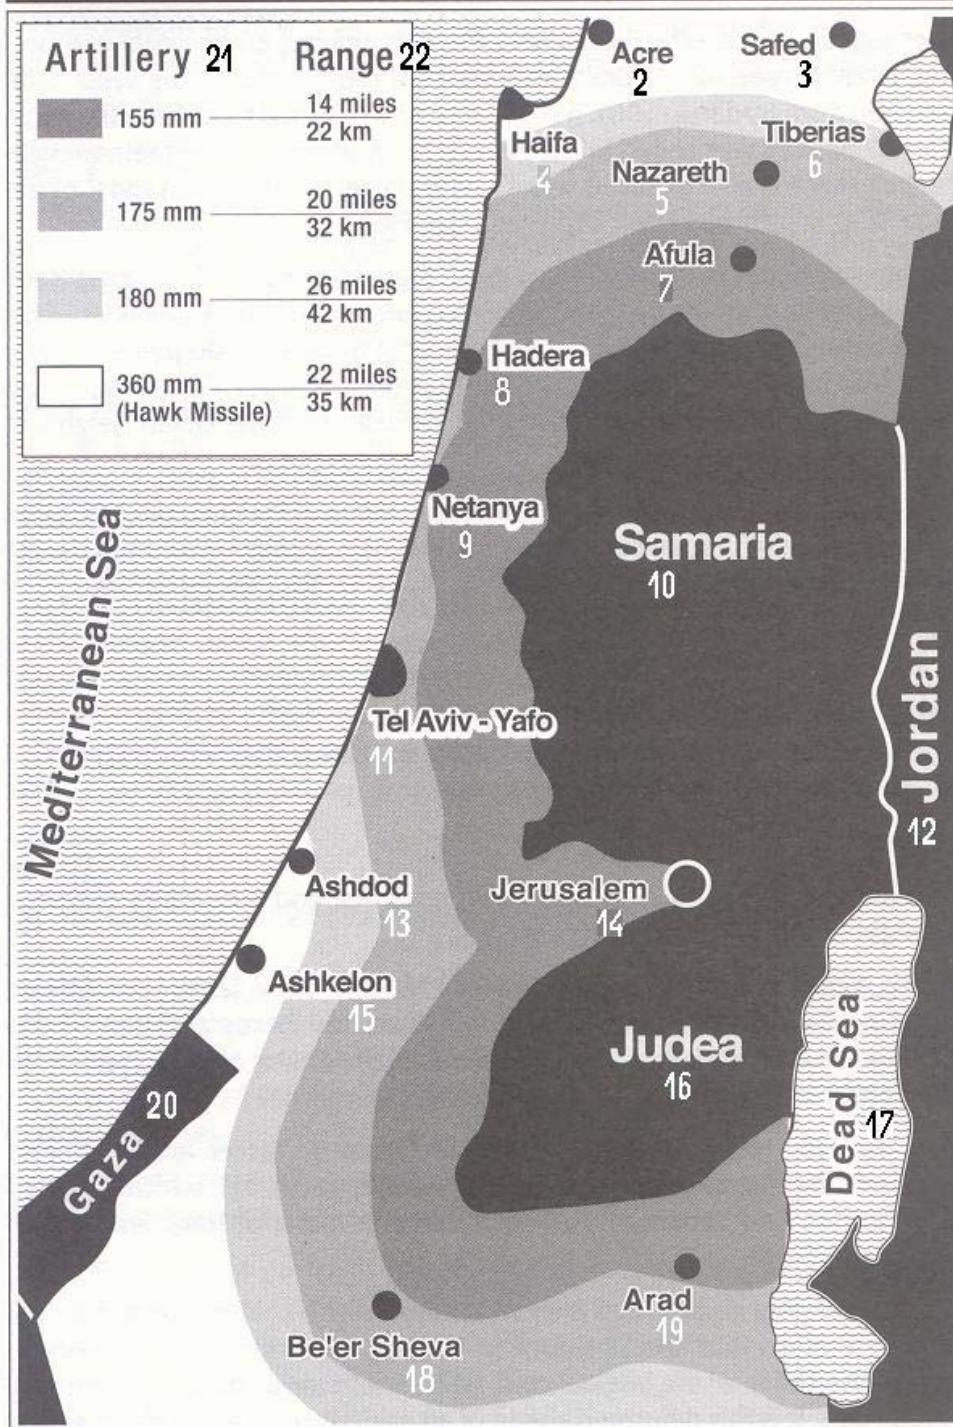 Artillery 21 Range 22
155 mm 14 miles
22 km
175 mm 20 miles
32 km
180 mm 26 miles
42 km
360 mm 22 miles
(Hawk Missile) 35 km
Acre
2
Safed
3
Haifa
4
Tiberias
6
Nazareth
5
Afula
7
Hadera
8
Netanya
9
Samaria
10
Mediterranean Sea
Tel Aviv - Yafo
11
Jordan
12
Ashdod
13
Jerusalem
14
Ashkelon
15
Judea
16
Dead Sea
17
Gaza
20
Arad
19
Be'er Sheva
18